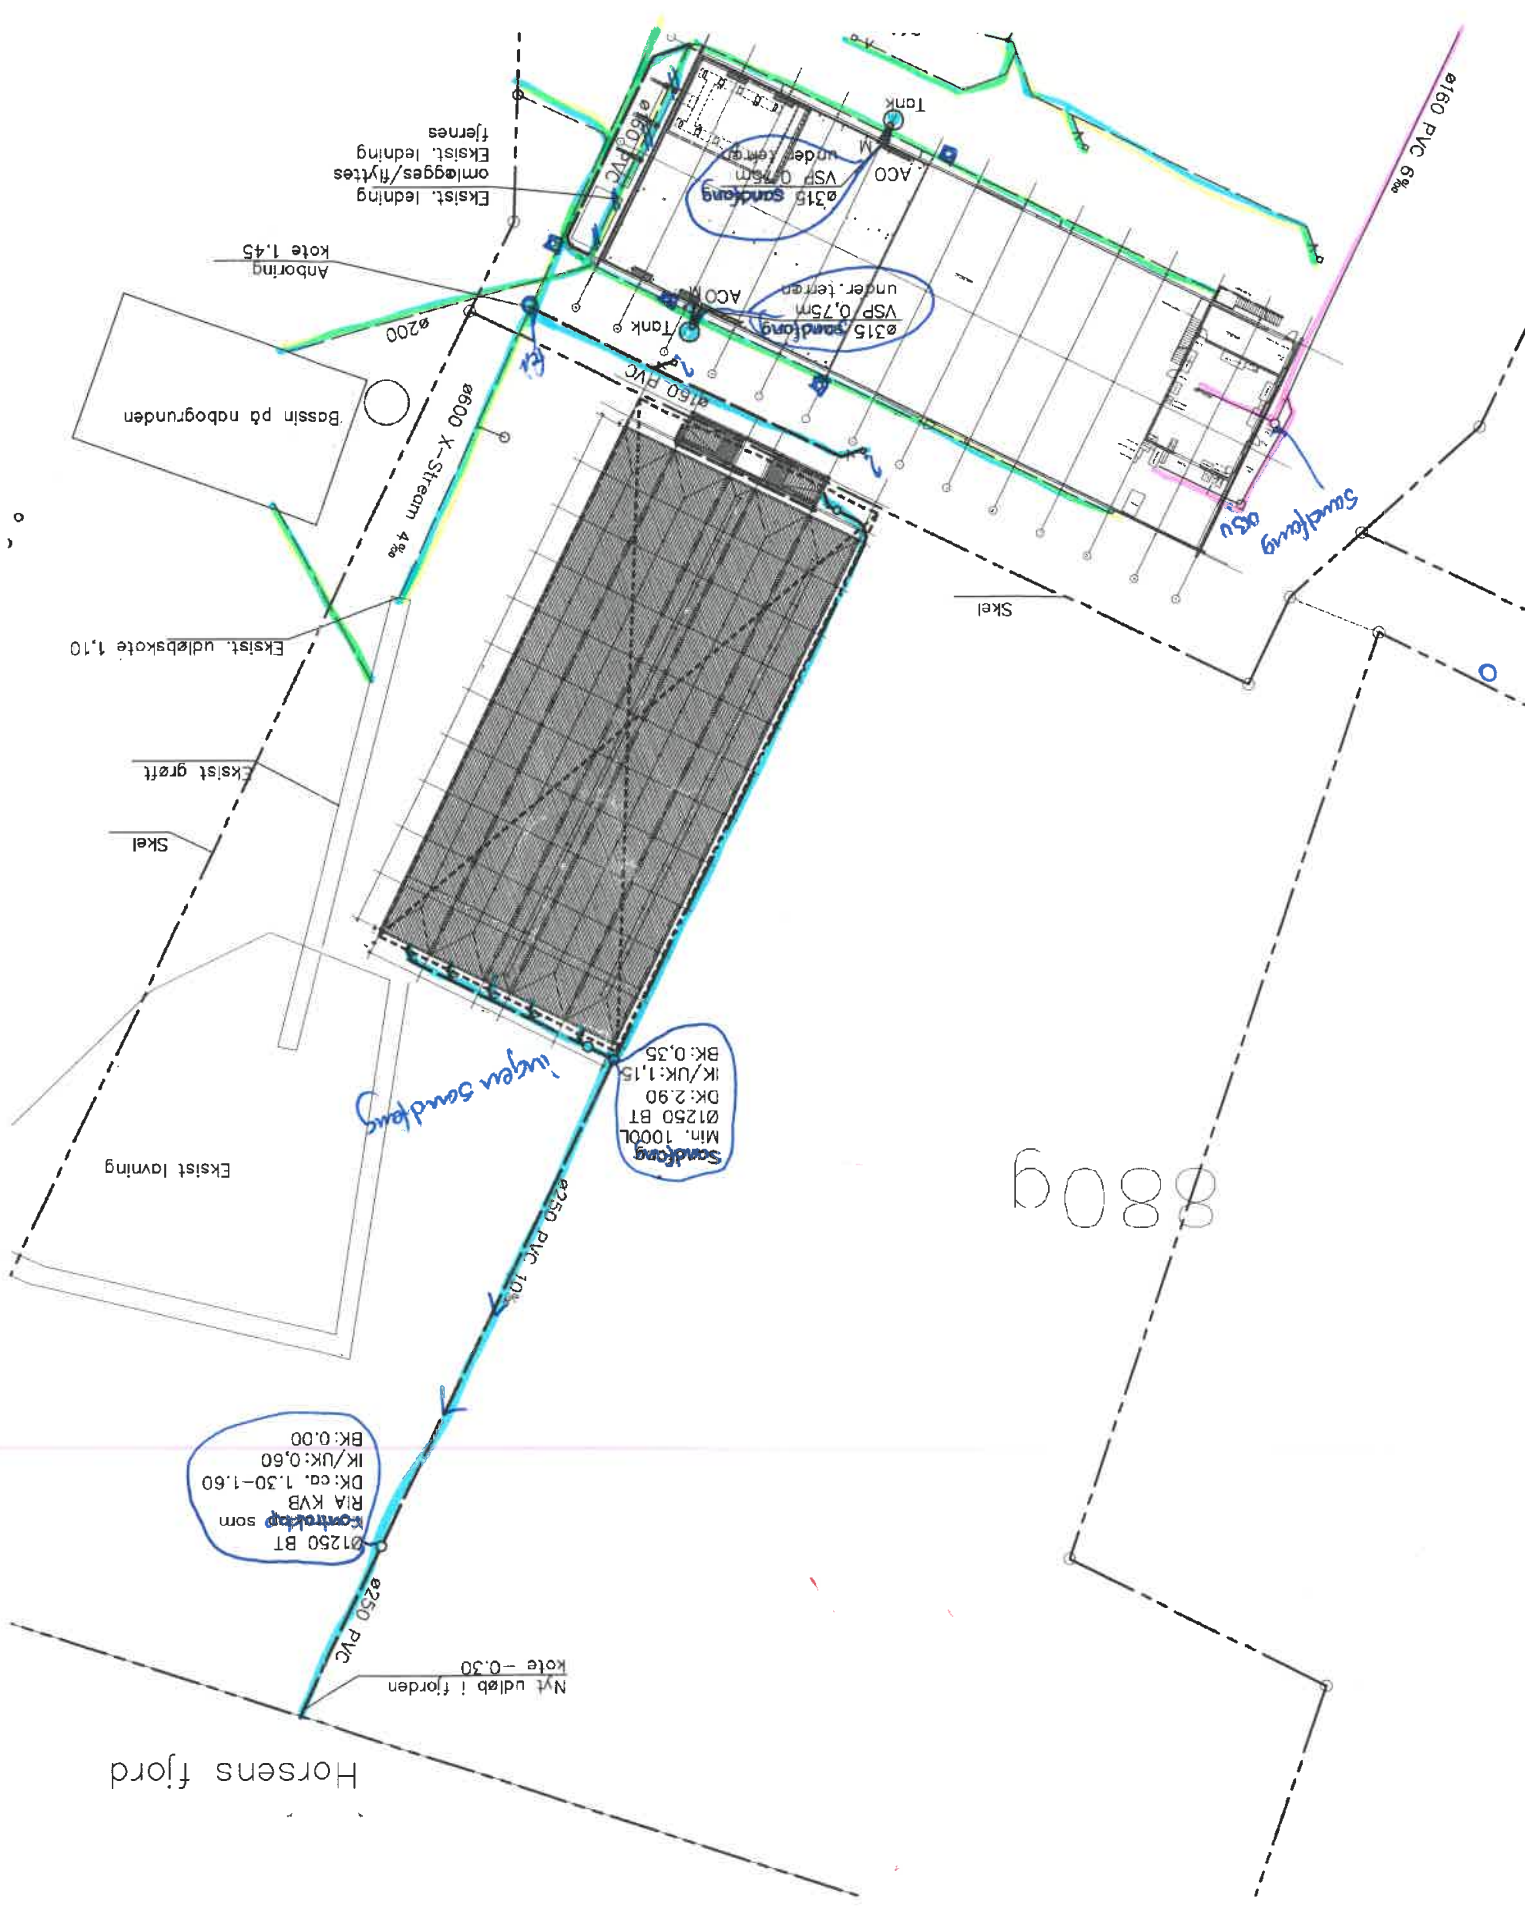 Horsens fjord
Nyt udløb i fjorden
kote -0.30
ø250 PVC
Ø1250 BT
Kontraklap som
RIA KVB
DK: ca. 1.30-1.60
IK/UK: 0,60
BK: 0.00
880g
ø250 PVC 10‰
Sandfang
Min. 1000L
Ø1250 BT
DK: 2.90
IK/UK: 1,15
BK: 0,35
ingen sandfang
Eksist lavning
Skel
Eksist grøft
Eksist. udløbskote 1,10
Skel
Sandfang
ø600 X-Stream 4‰
Bassin på nabogrunden
ø200
ø160 PVC
Tank
ACO
ø315 sandfang
VSP 0,75m
under.terren
Anboring
kote 1.45
ø315 sandfang
VSP 0,75m
under terren
Eksist. ledning
omlægges/flyttes
Eksist. ledning
fjernes
ø160 PVC
ACO
M
Tank
ø160 PVC 6‰